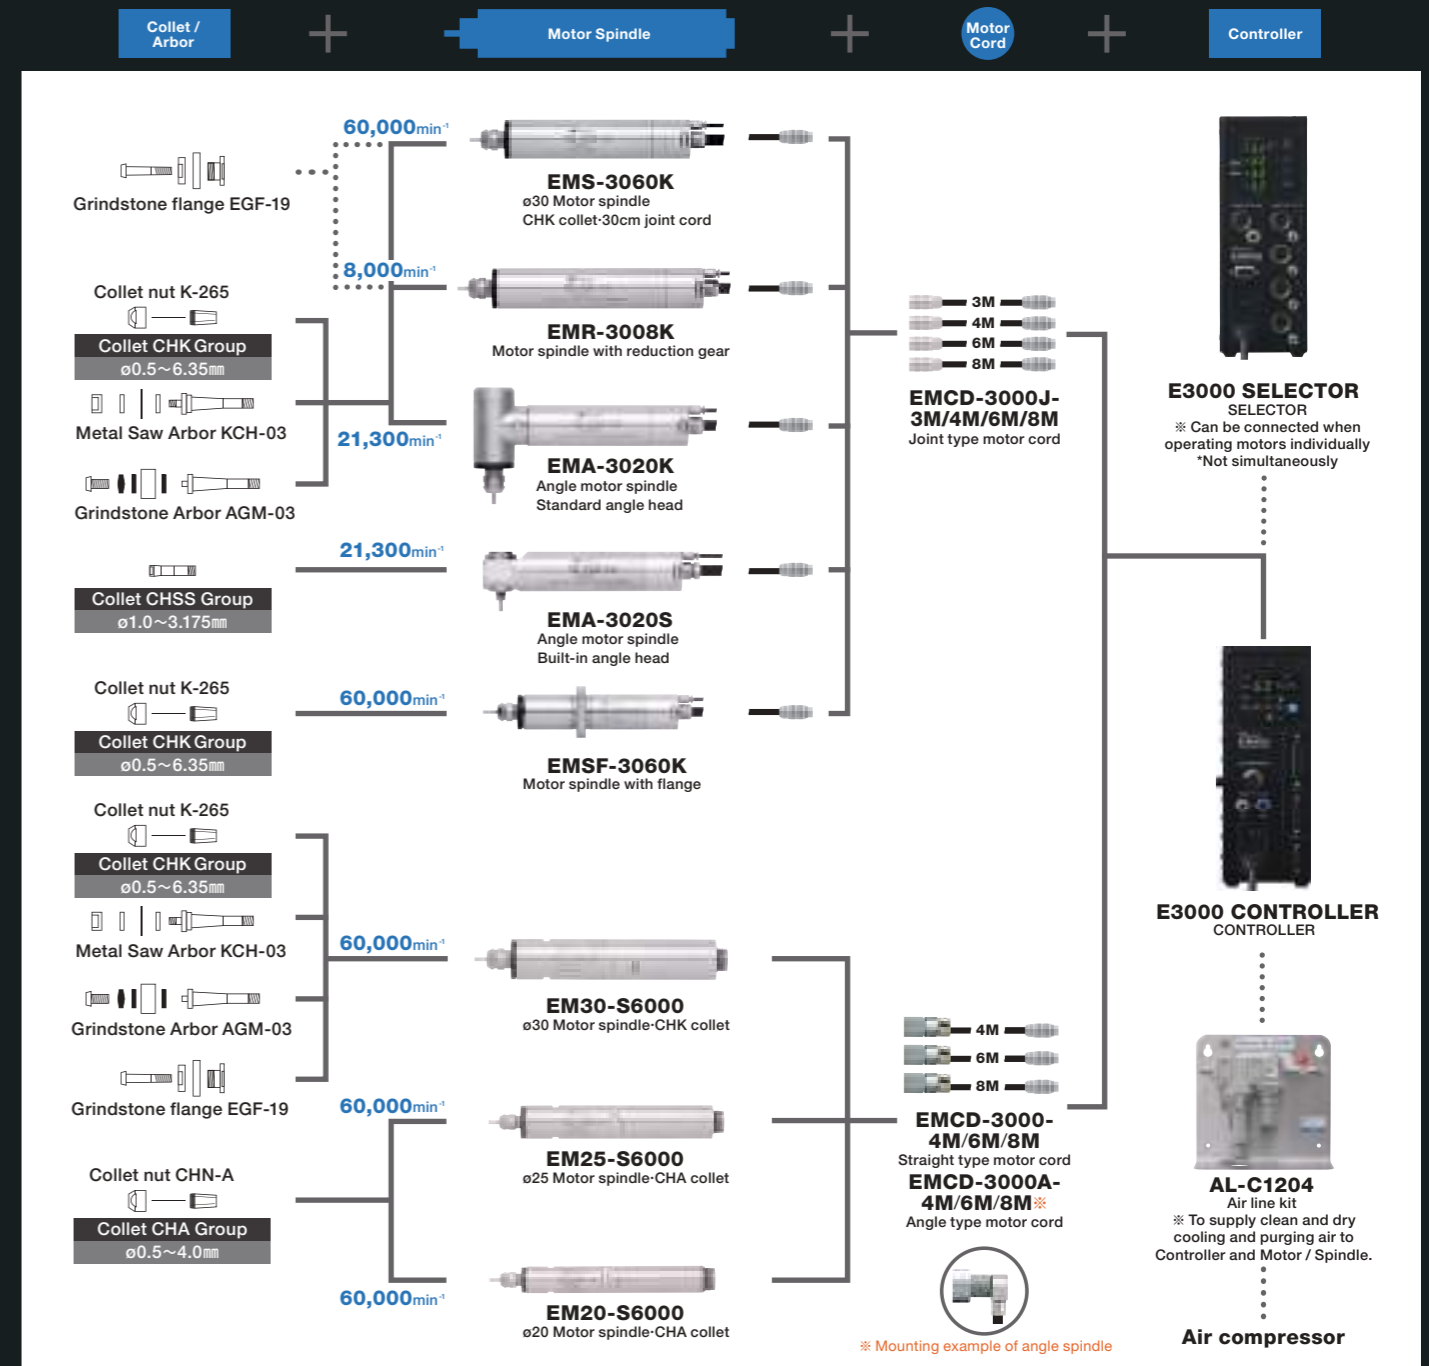 Collet /
Arbor
Motor Spindle
Motor
Cord
Controller
60,000min⁻¹
Grindstone flange EGF-19
EMS-3060K
ø30 Motor spindle
CHK collet·30cm joint cord
8,000min⁻¹
Collet nut K-265
Collet CHK Group
ø0.5～6.35㎜
EMR-3008K
Motor spindle with reduction gear
Metal Saw Arbor KCH-03
21,300min⁻¹
Grindstone Arbor AGM-03
EMA-3020K
Angle motor spindle
Standard angle head
21,300min⁻¹
Collet CHSS Group
ø1.0～3.175㎜
EMA-3020S
Angle motor spindle
Built-in angle head
Collet nut K-265
60,000min⁻¹
Collet CHK Group
ø0.5～6.35㎜
EMSF-3060K
Motor spindle with flange
Collet nut K-265
Collet CHK Group
ø0.5～6.35㎜
Metal Saw Arbor KCH-03
60,000min⁻¹
Grindstone Arbor AGM-03
EM30-S6000
ø30 Motor spindle·CHK collet
Grindstone flange EGF-19
60,000min⁻¹
EM25-S6000
ø25 Motor spindle·CHA collet
Collet nut CHN-A
Collet CHA Group
ø0.5～4.0㎜
60,000min⁻¹
EM20-S6000
ø20 Motor spindle·CHA collet
3M
4M
6M
8M
EMCD-3000J-
3M/4M/6M/8M
Joint type motor cord
4M
6M
8M
EMCD-3000-
4M/6M/8M
Straight type motor cord
EMCD-3000A-
4M/6M/8M※
Angle type motor cord
※ Mounting example of angle spindle
E3000 SELECTOR
SELECTOR
※ Can be connected when
operating motors individually
*Not simultaneously
E3000 CONTROLLER
CONTROLLER
AL-C1204
Air line kit
※ To supply clean and dry
cooling and purging air to
Controller and Motor / Spindle.
Air compressor